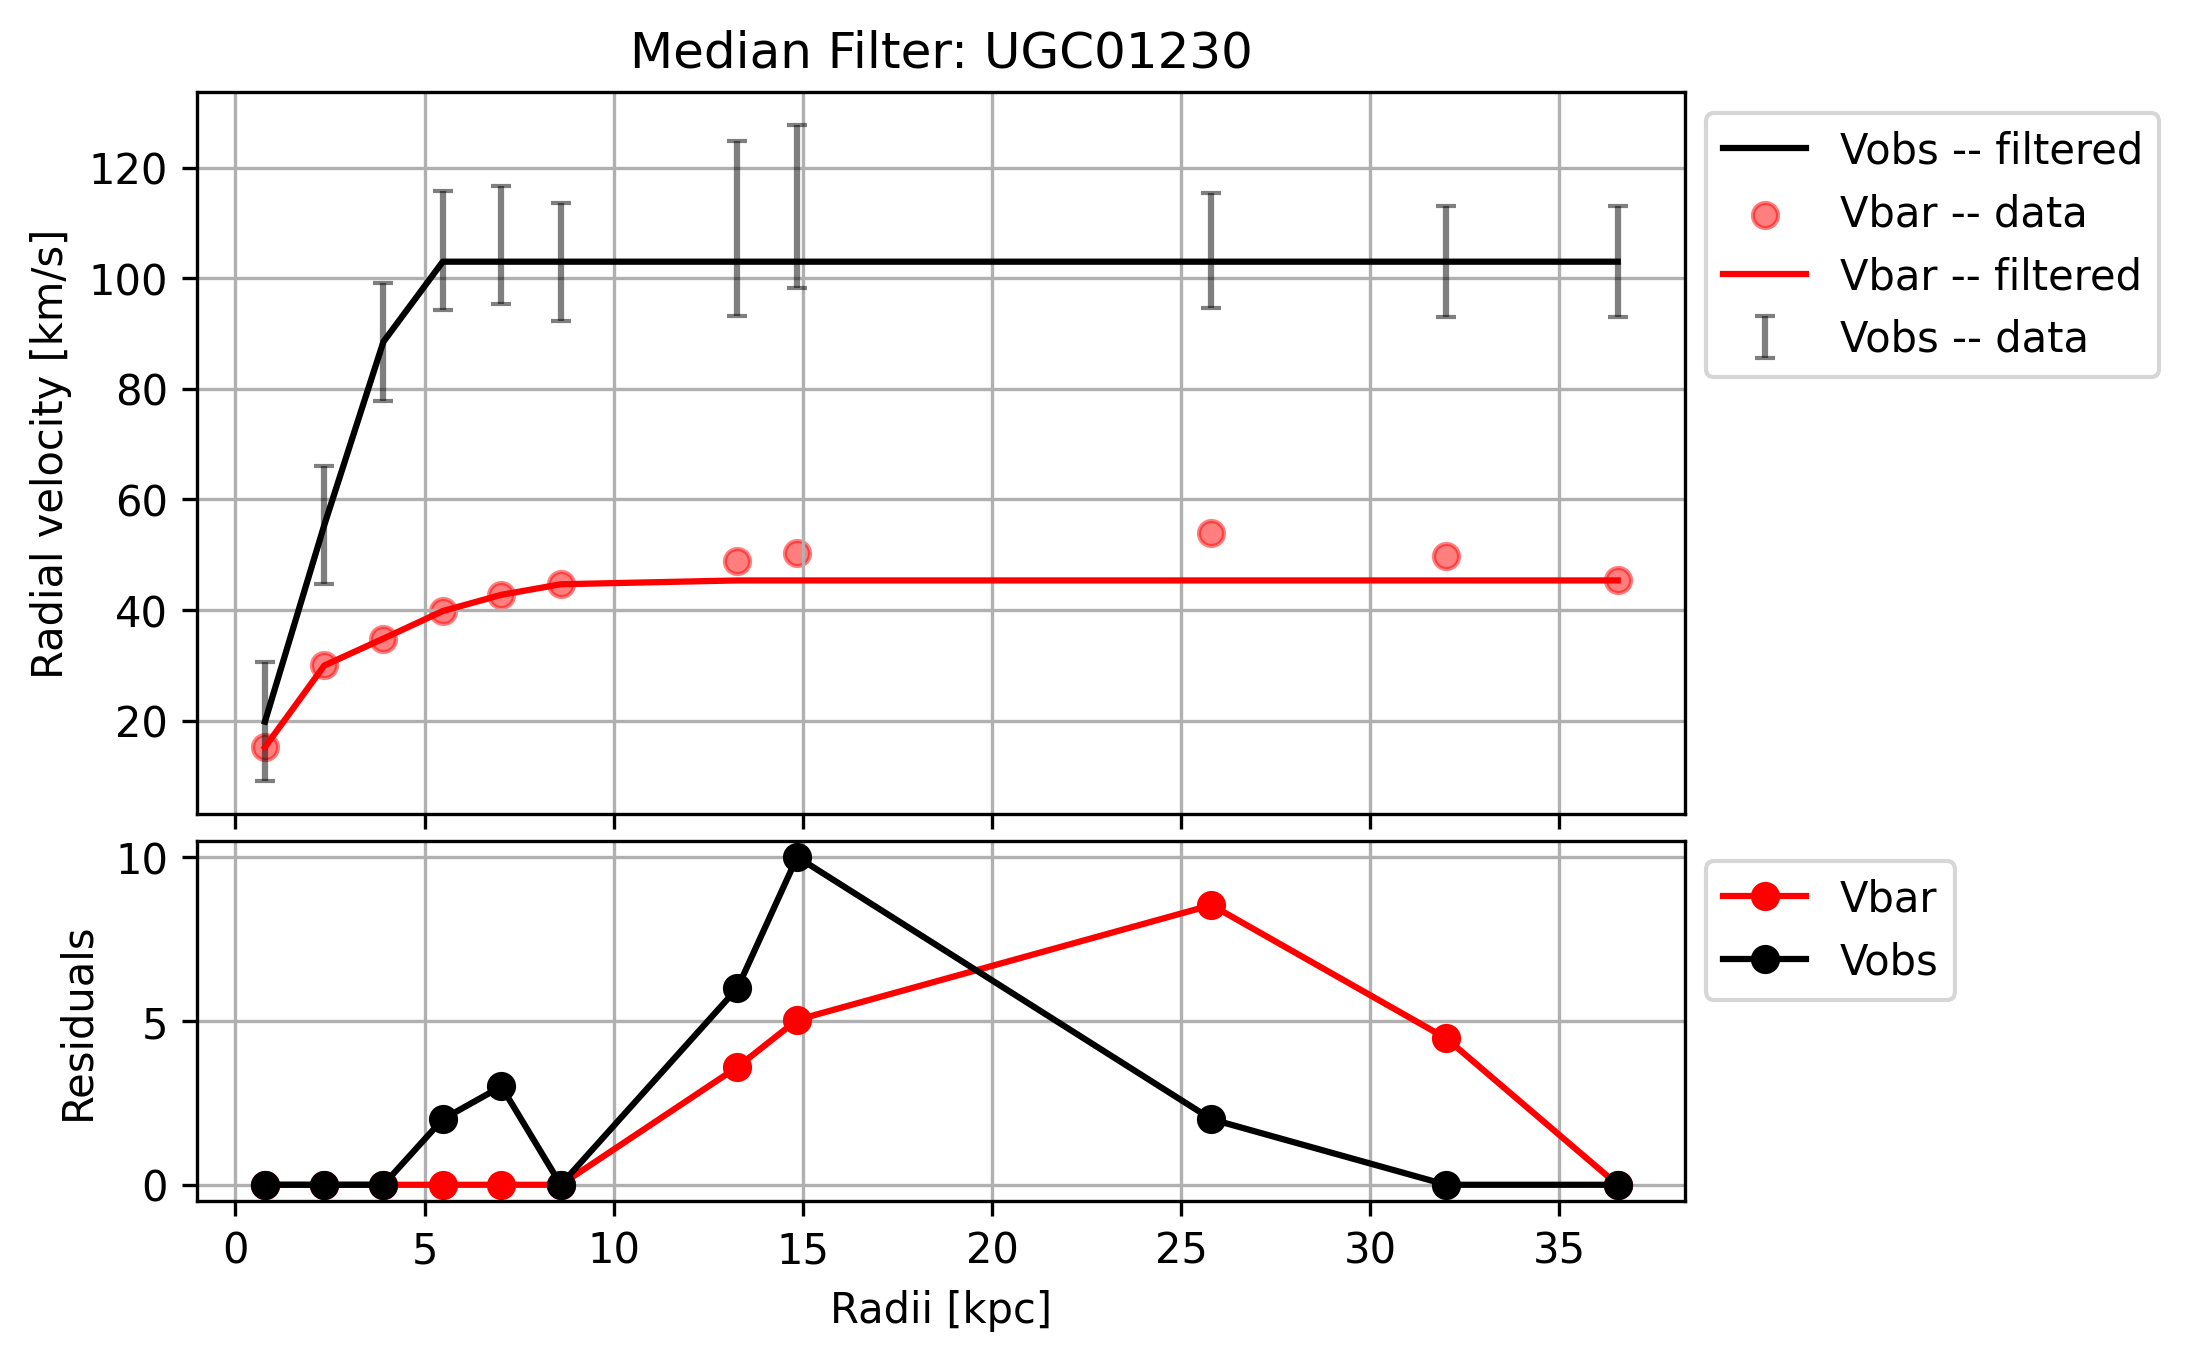 Median Filter: UGC01230
Radial velocity [km/s]
120
100
80
60
40
20
Vobs -- filtered
Vbar -- data
Vbar -- filtered
Vobs -- data
Residuals
10
5
0
Vbar
Vobs
0 5 10 15 20 25 30 35
Radii [kpc]